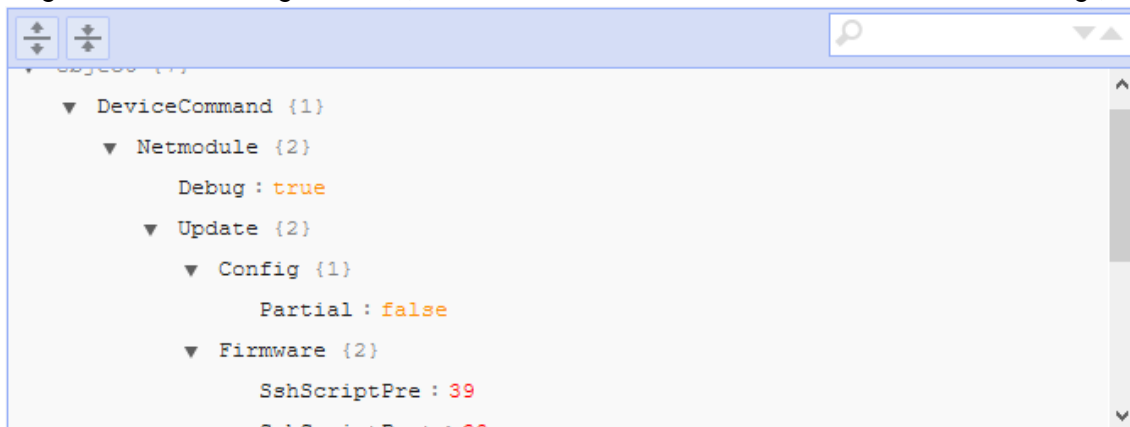 DeviceCommand {1}
Netmodule {2}
Debug : true
Update {2}
Config {1}
Partial : false
Firmware {2}
SshScriptPre : 39